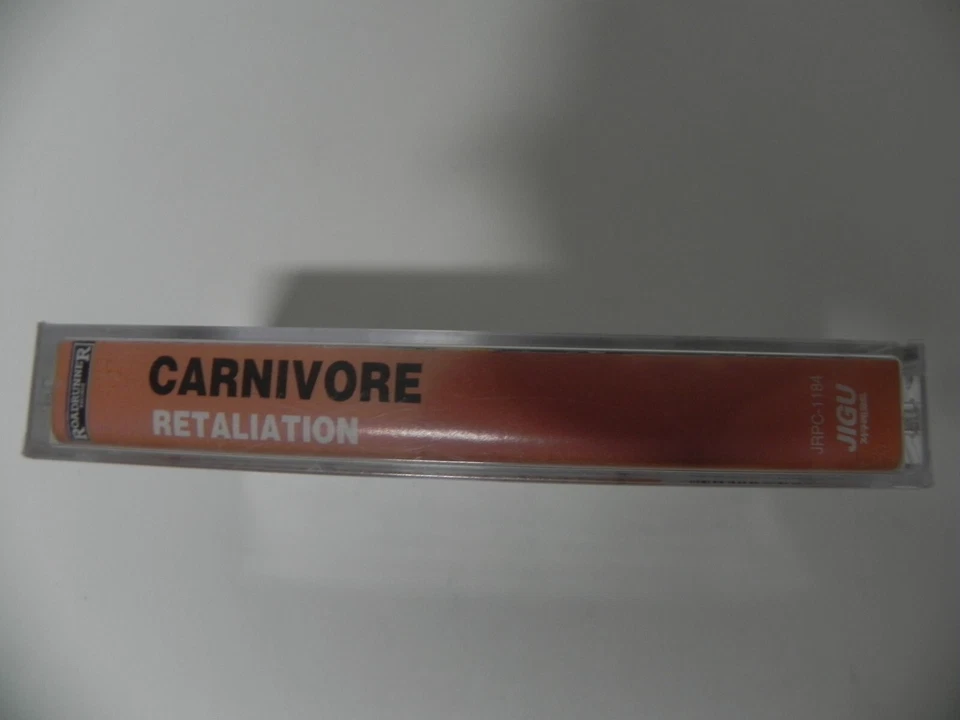 ROADRUNNER
CARNIVORE
RETALIATION
JRPC-1184
JIGU